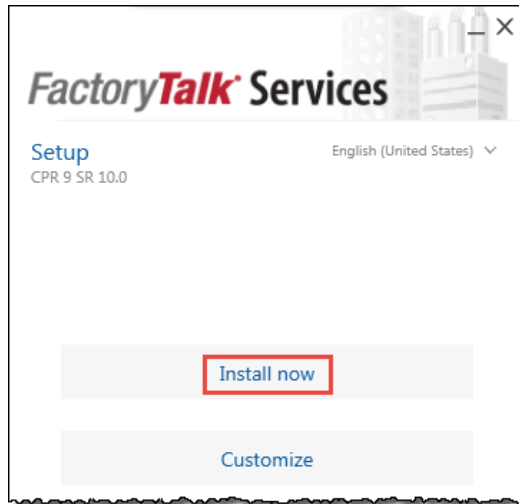 FactoryTalk Services
Setup
English (United States)
CPR 9 SR 10.0
Install now
Customize